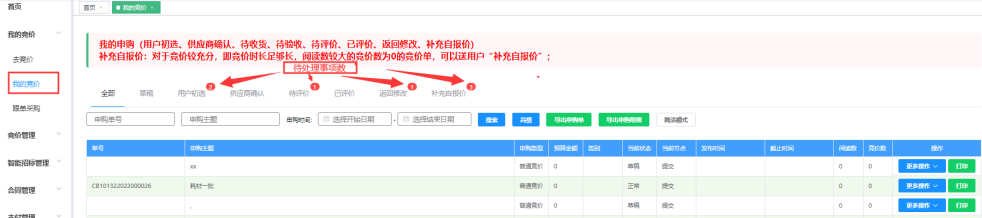 首页
首页 ×
● 我的竞价 ×
我的竞价
去竞价
我的竞价
跟单采购
竞价管理
智能招标管理
合同管理
支付管理
我的申购（用户初选、供应商确认、待收货、待验收、待评价、已评价、返回修改、补充自报价）
补充自报价：对于竞价较充分，即竞价时长足够长，阅读数较大的竞价数为0的竞价单，可以送用户“补充自报价”；
待处理事项数
全部 草稿 用户初选 2 供应商确认 待评价 1 已评价 返回修改 1 补充自报价 3
申购单号 申购主题 申购时间: 选择开始日期 - 选择结束日期 搜索 高级 导出申购单 导出申购明细 简洁模式
单号 申购主题 申购类型 预算金额 类别 当前状态 当前节点 发布时间 截止时间 阅读数 竞价数 操作
xx 普通竞价 0 草稿 提交 0 0 更多操作 打印
CB101322022000026 耗材一批 普通竞价 0 正常 提交 0 0 更多操作 打印
. 普通竞价 0 草稿 提交 0 0 更多操作 打印